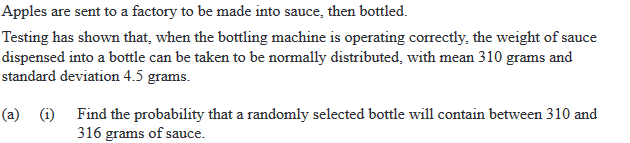 Apples are sent to a factory to be made into sauce, then bottled.
Testing has shown that, when the bottling machine is operating correctly, the weight of sauce
dispensed into a bottle can be taken to be normally distributed, with mean 310 grams and
standard deviation 4.5 grams.
(a) (i) Find the probability that a randomly selected bottle will contain between 310 and
316 grams of sauce.